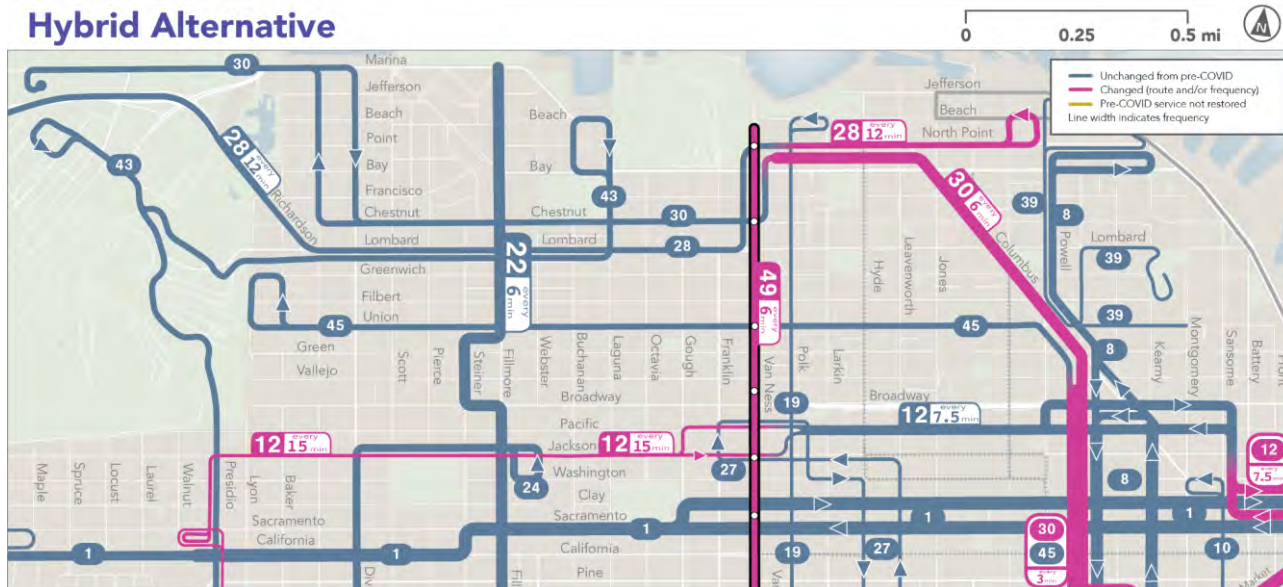 Hybrid Alternative
0 0.25 0.5 mi
N
Unchanged from pre-COVID
Changed (route and/or frequency)
Pre-COVID service not restored
Line width indicates frequency
30
Marina
Jefferson
Beach
Point
Bay
Francisco
Chestnut
Lombard
Greenwich
Filbert
Union
Green
Vallejo
43
28 every 12 min
Richardson
Beach
Bay
43
Chestnut
30
Lombard
28
22 every 6 min
45
Scott
Pierce
Steiner
Fillmore
Webster
Buchanan
Laguna
Octavia
Gough
Franklin
Van Ness
Polk
Larkin
Hyde
Leavenworth
Jones
Columbus
Powell
Kearny
Montgomery
Sansome
Battery
49 every 6 min
28 every 12 min
Jefferson
Beach
North Point
30 every 6 min
39
8
Lombard
39
39
45
8
Broadway
Pacific
Jackson
Washington
Clay
Sacramento
California
Pine
19
12 7.5 every min
12 every 15 min
12 every 15 min
24
27
8
12
every
7.5 min
Maple
Spruce
Locust
Laurel
Walnut
Presidio
Lyon
Baker
Sacramento
California
1
1
1
1
1
Div
Fil
Va
19
27
30
45
every
3 min
10
arket